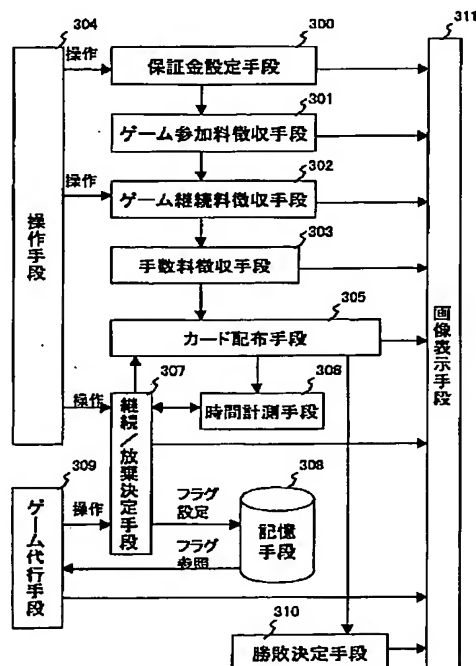 300
311
304
操作
保証金設定手段
301
ゲーム参加料徴収手段
操作
302
ゲーム継続料徴収手段
303
手数料徴収手段
操作手段
305
カード配布手段
画像表示手段
307
操作
継続/放棄決定手段
306
時間計測手段
309
操作
ゲーム代行手段
フラグ
設定
308
記憶
手段
フラグ
参照
310
勝敗決定手段